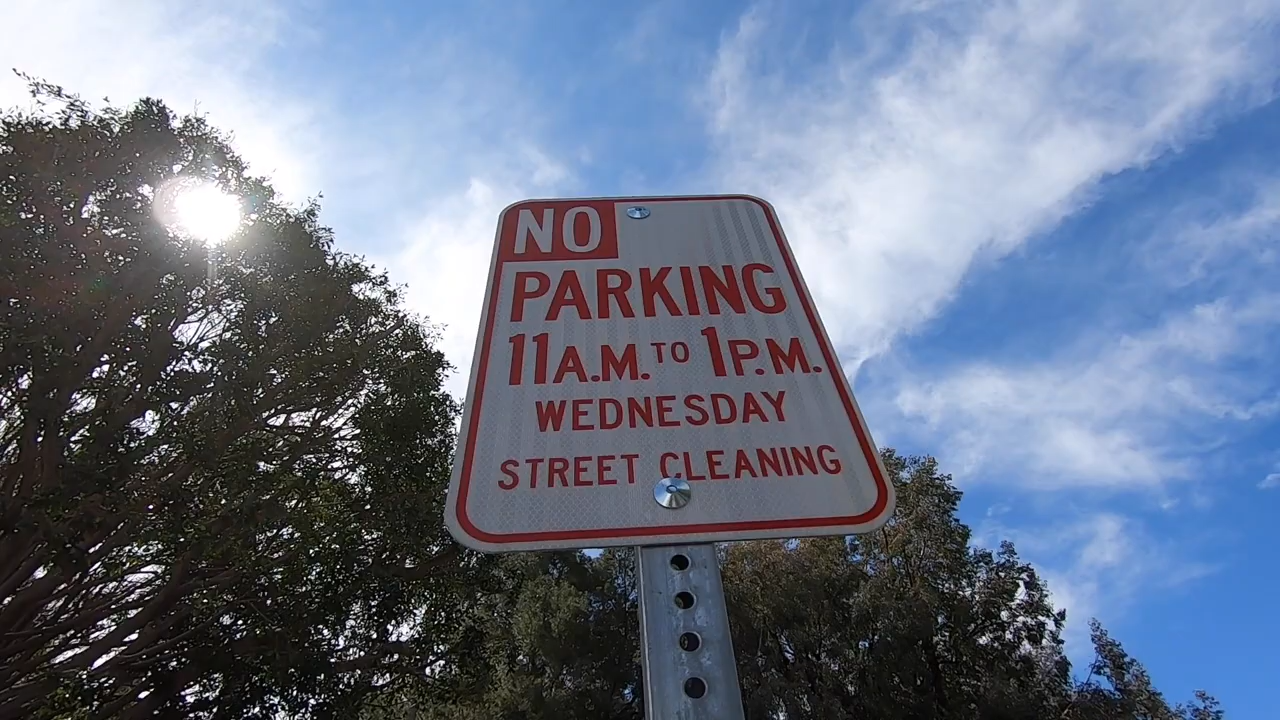 NO
PARKING
11A.M. TO 1P.M.
WEDNESDAY
STREET CLEANING